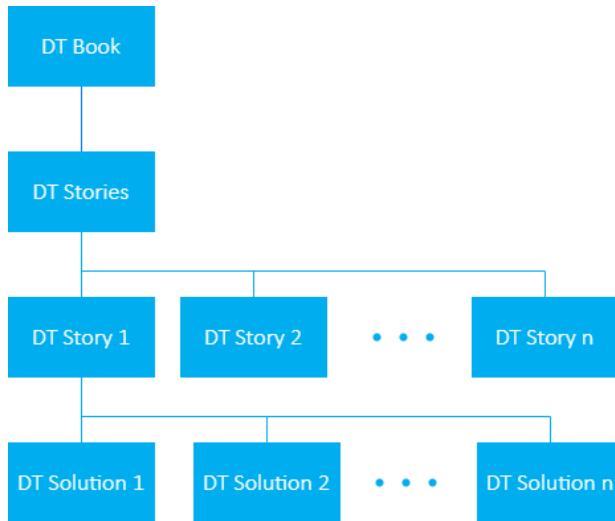 DT Book
DT Stories
DT Story 1
DT Story 2
DT Story n
DT Solution 1
DT Solution 2
DT Solution n